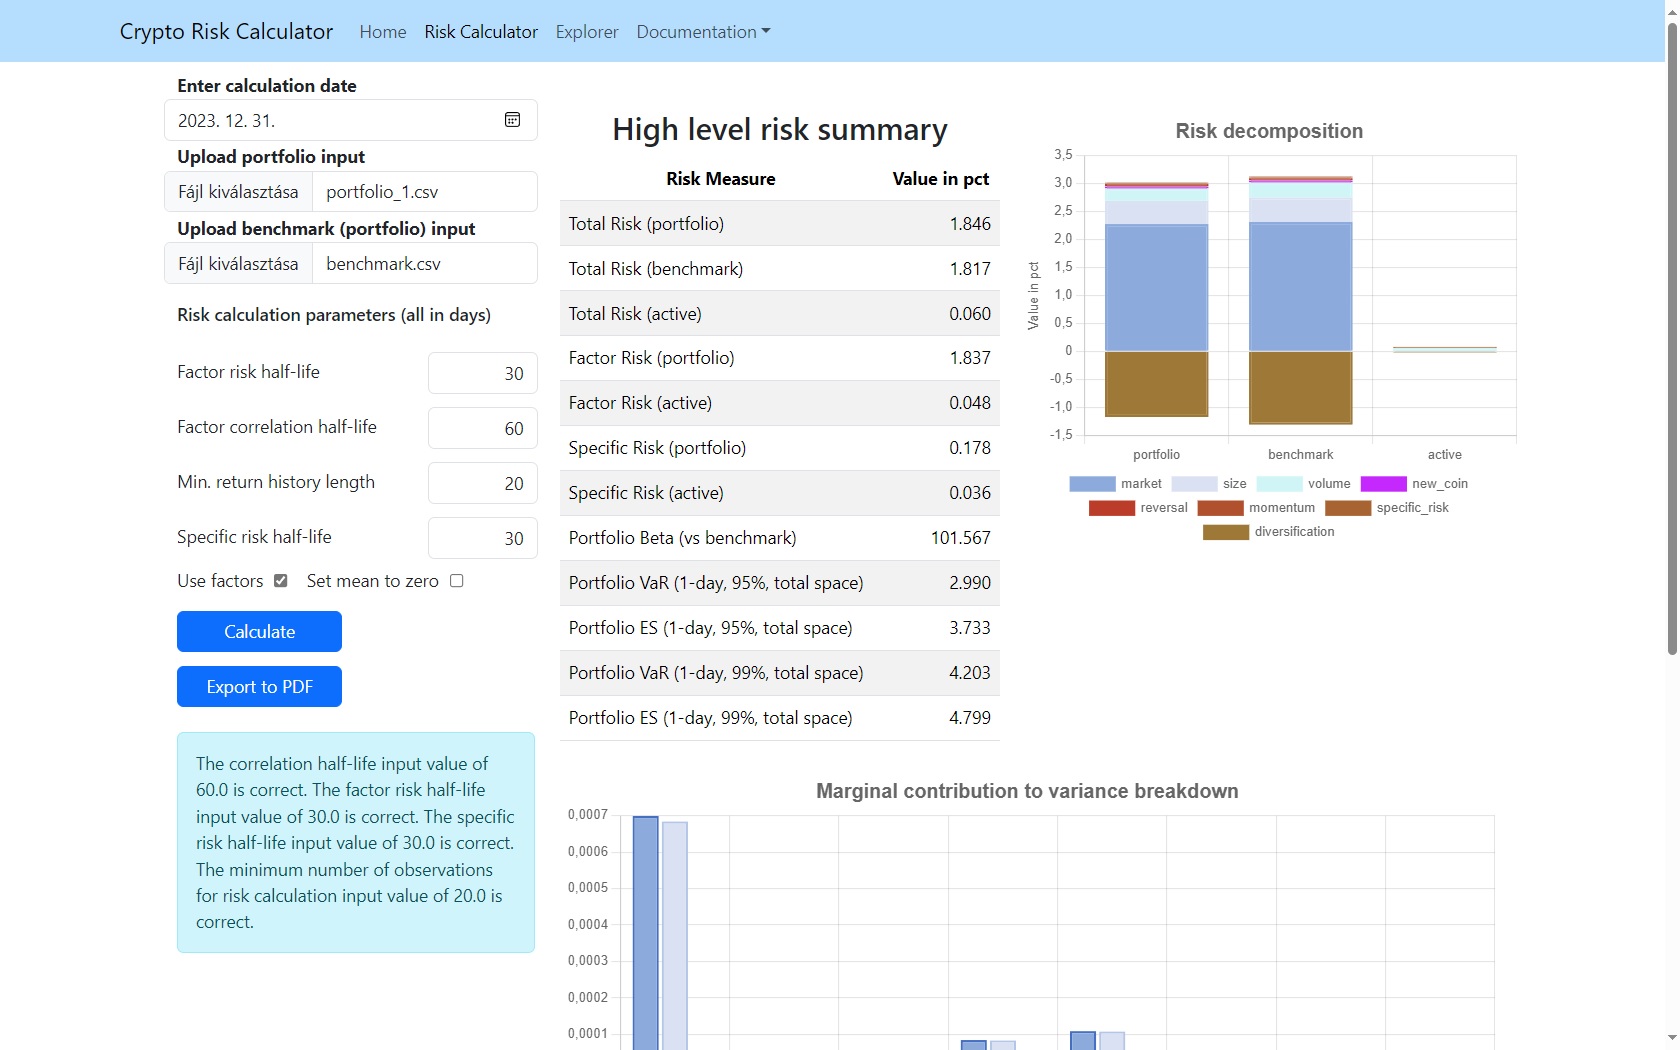 Crypto Risk Calculator Home Risk Calculator Explorer Documentation
Enter calculation date
2023. 12. 31.
Upload portfolio input
Fájl kiválasztása portfolio_1.csv
Upload benchmark (portfolio) input
Fájl kiválasztása benchmark.csv
Risk calculation parameters (all in days)
Factor risk half-life 30
Factor correlation half-life 60
Min. return history length 20
Specific risk half-life 30
Use factors Set mean to zero
Calculate
Export to PDF
The correlation half-life input value of
60.0 is correct. The factor risk half-life
input value of 30.0 is correct. The specific
risk half-life input value of 30.0 is correct.
The minimum number of observations
for risk calculation input value of 20.0 is
correct.
High level risk summary
Risk Measure Value in pct
Total Risk (portfolio) 1.846
Total Risk (benchmark) 1.817
Total Risk (active) 0.060
Factor Risk (portfolio) 1.837
Factor Risk (active) 0.048
Specific Risk (portfolio) 0.178
Specific Risk (active) 0.036
Portfolio Beta (vs benchmark) 101.567
Portfolio VaR (1-day, 95%, total space) 2.990
Portfolio ES (1-day, 95%, total space) 3.733
Portfolio VaR (1-day, 99%, total space) 4.203
Portfolio ES (1-day, 99%, total space) 4.799
Risk decomposition
Value in pct
3,5
3,0
2,5
2,0
1,5
1,0
0,5
0
-0,5
-1,0
-1,5
portfolio benchmark active
market size volume new_coin
reversal momentum specific_risk
diversification
Marginal contribution to variance breakdown
0,0007
0,0006
0,0005
0,0004
0,0003
0,0002
0,0001